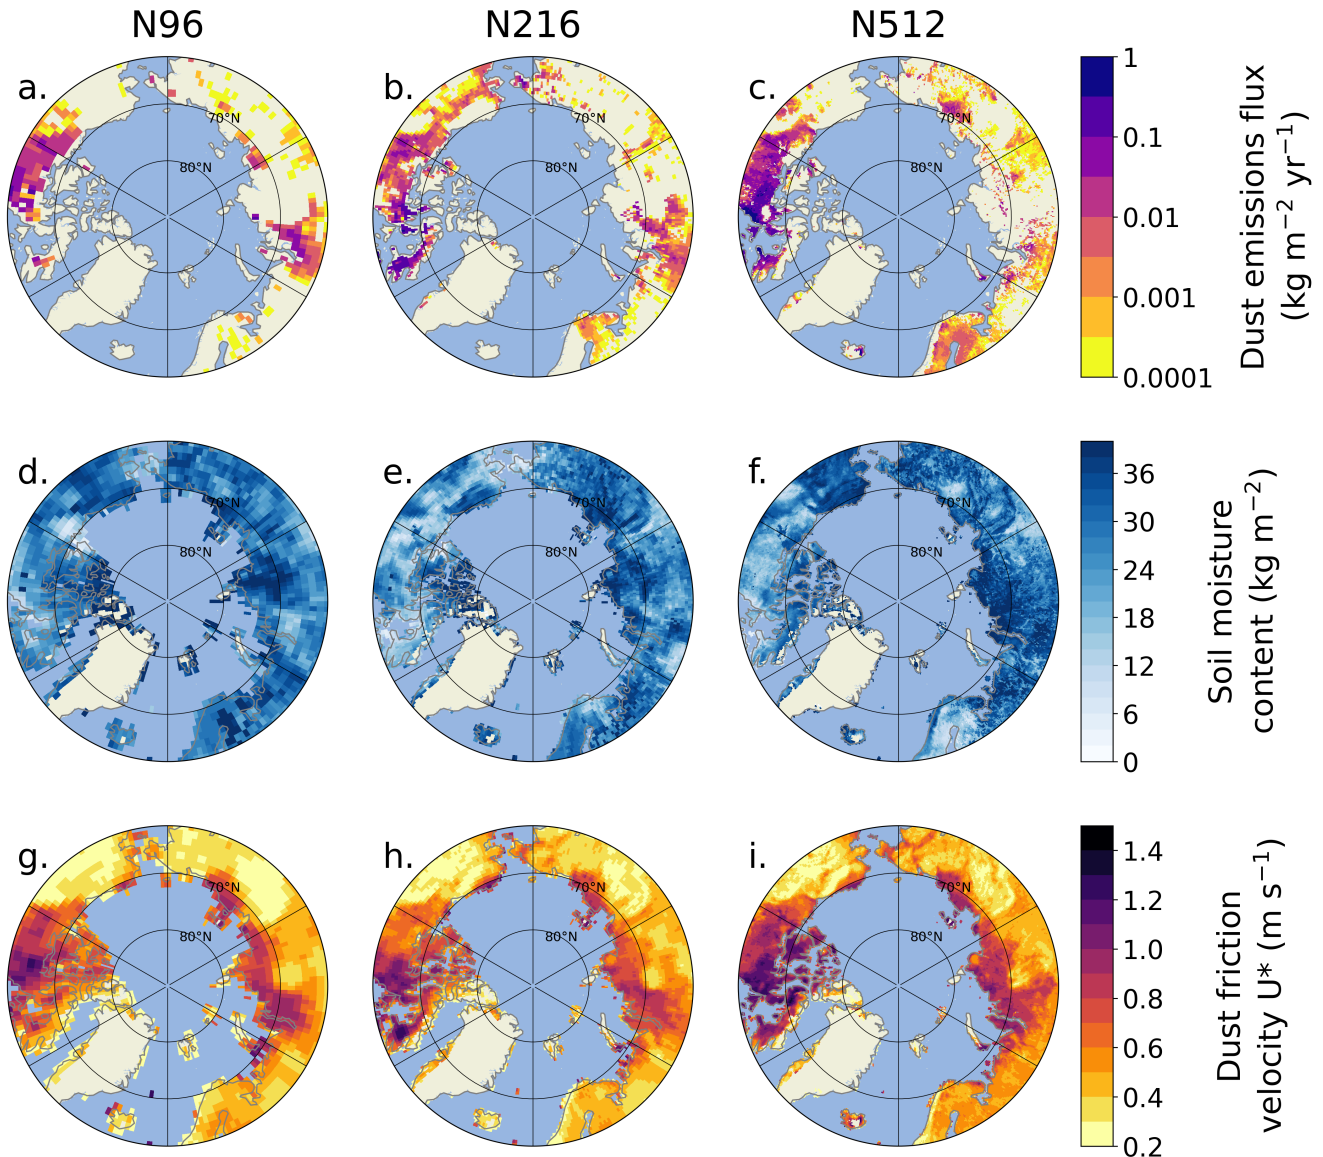 N96 N216 N512
a. b. c.
70°N 70°N 70°N
80°N 80°N 80°N
1
0.1
0.01
0.001
0.0001
Dust emissions flux
(kg m⁻² yr⁻¹)
d. e. f.
70°N 70°N 70°N
80°N 80°N 80°N
36
30
24
18
12
6
0
Soil moisture
content (kg m⁻²)
g. h. i.
70°N 70°N 70°N
80°N 80°N 80°N
1.4
1.2
1.0
0.8
0.6
0.4
0.2
Dust friction
velocity U* (m s⁻¹)